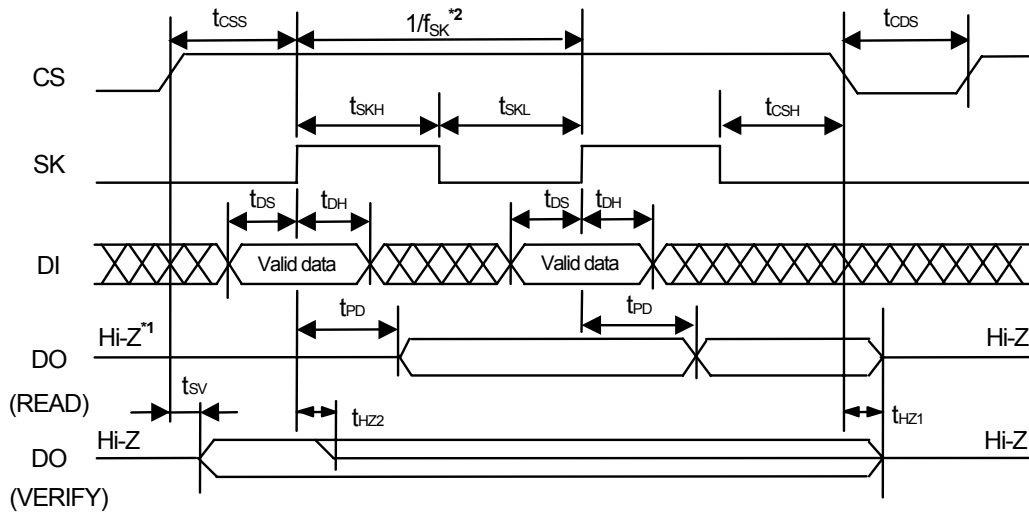 tCSS 1/fSK*2 tCDS
CS
tSKH tSKL tCSH
SK
tDS tDH tDS tDH
DI Valid data Valid data
tPD tPD
Hi-Z*1 Hi-Z
DO
(READ)
tSV tHZ2 tHZ1
Hi-Z Hi-Z
DO
(VERIFY)